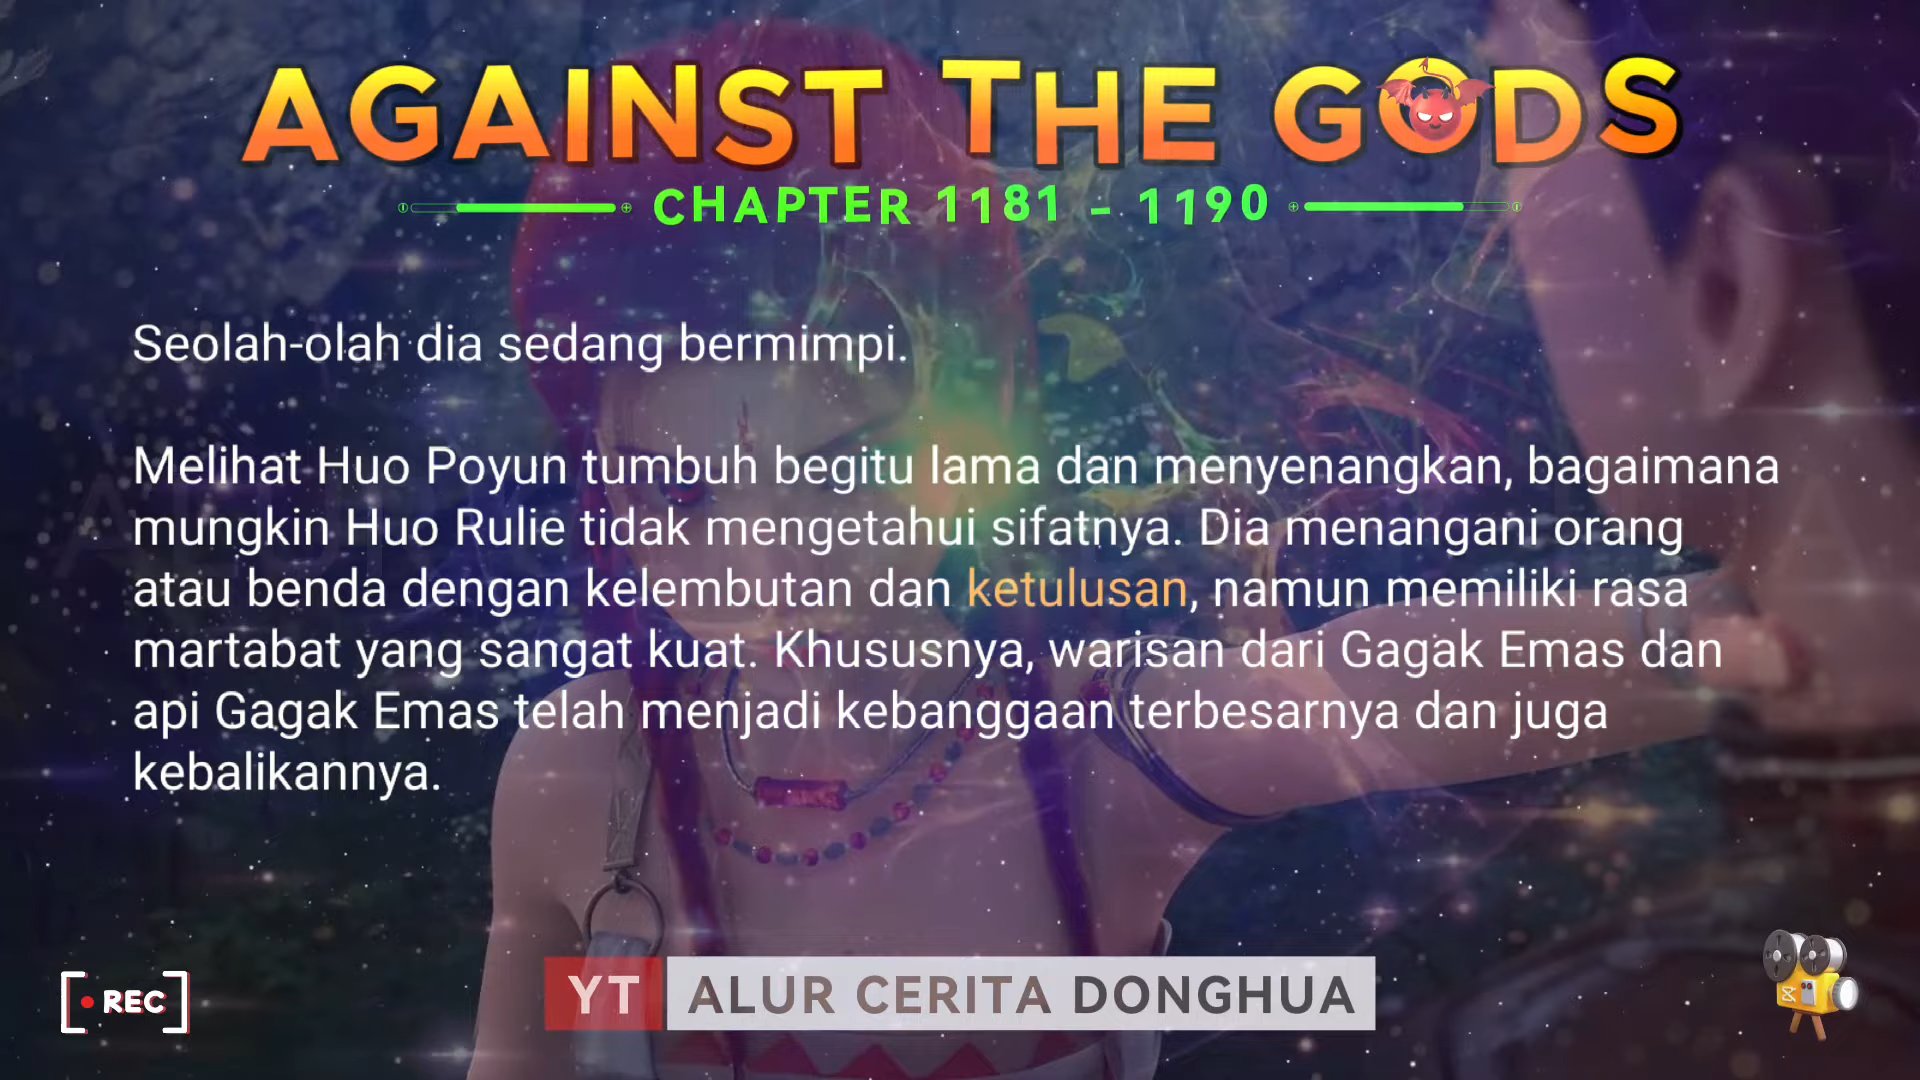 AGAINST THE GODS
CHAPTER 1181 - 1190
Seolah-olah dia sedang bermimpi.
Melihat Huo Poyun tumbuh begitu lama dan menyenangkan, bagaimana
mungkin Huo Rulie tidak mengetahui sifatnya. Dia menangani orang
atau benda dengan kelembutan dan ketulusan, namun memiliki rasa
martabat yang sangat kuat. Khususnya, warisan dari Gagak Emas dan
api Gagak Emas telah menjadi kebanggaan terbesarnya dan juga
kebalikannya.
REC
YT ALUR CERITA DONGHUA